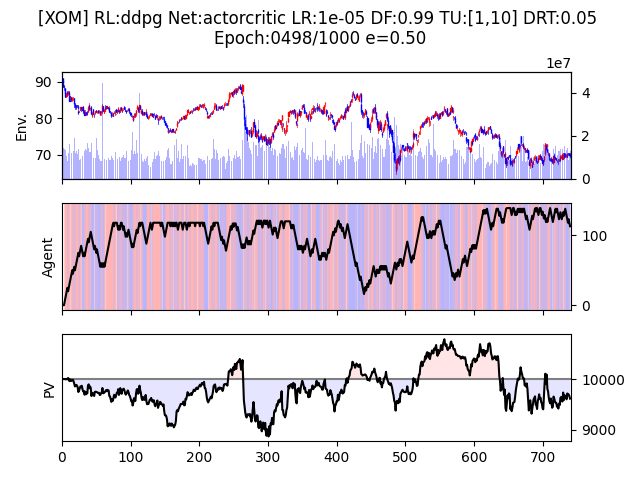 [XOM] RL:ddpg Net:actorcritic LR:1e-05 DF:0.99 TU:[1,10] DRT:0.05
Epoch:0498/1000 e=0.50
1e7
90
80
70
Env.
4
2
0
Agent
100
0
PV
10000
9000
0 100 200 300 400 500 600 700